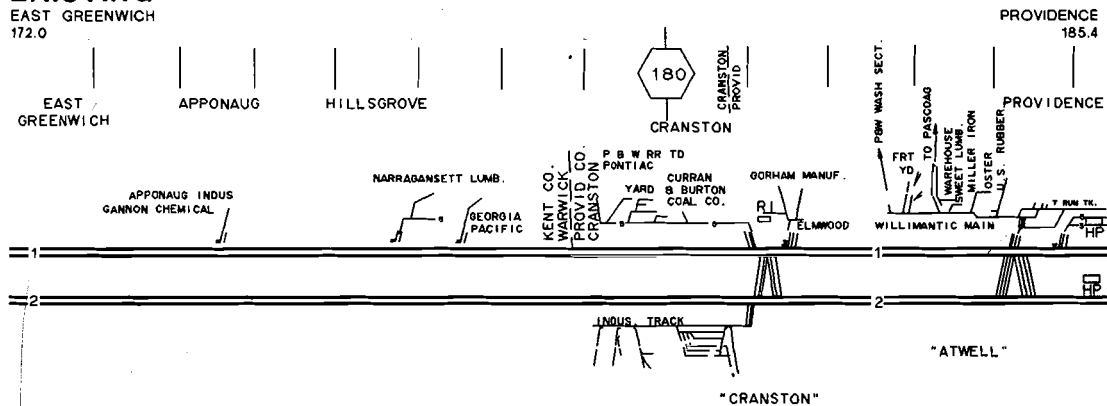 EXISTING
EAST GREENWICH
172.0
PROVIDENCE
185.4
EAST
GREENWICH
APPONAUG
HILLSGROVE
180
CRANSTON
CRANSTON
PROVID
PROVIDENCE
APPONAUG INDUS
GANNON CHEMICAL
NARRAGANSETT LUMB.
GEORGIA
PACIFIC
KENT CO.
WARWICK
PROVID CO.
CRANSTON
P B W RR TD
PONTIAC
YARD
CURRAN
& BURTON
COAL CO.
GORHAM MANUF.
R I
ELMWOOD
P&W WASH SECT.
FRT
YD
TO PASCOAG
WAREHOUSE
SWEET LUMB.
MILLER IRON
OSTER
U.S. RUBBER
WILLIMANTIC MAIN
T RUN TK.
HP
1
1
2
2
HP
INDUS. TRACK
"ATWELL"
"CRANSTON"